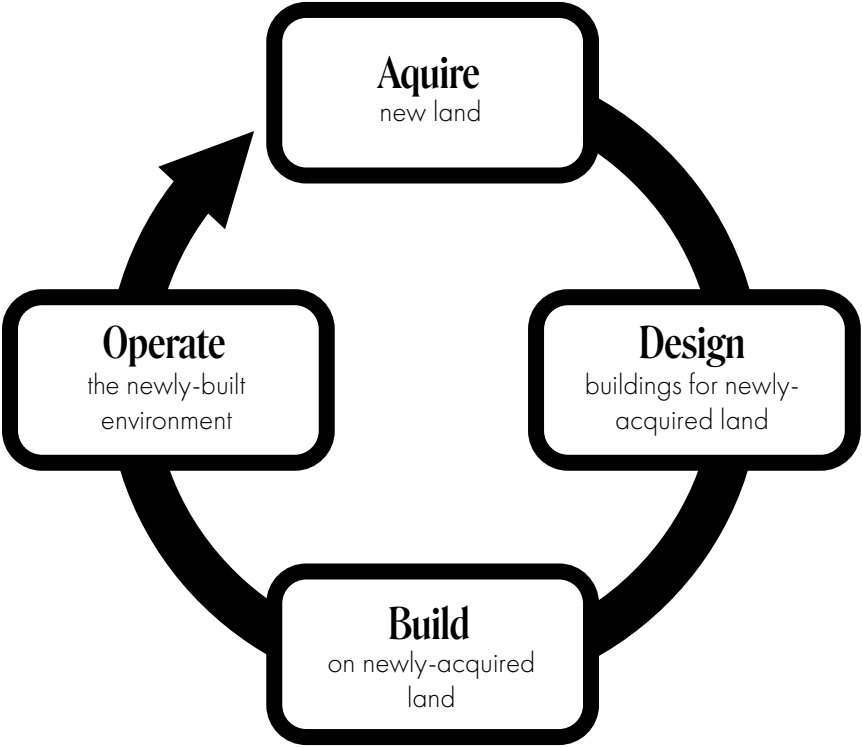 Aquire
new land
Operate
the newly-built
environment
Design
buildings for newly-
acquired land
Build
on newly-acquired
land